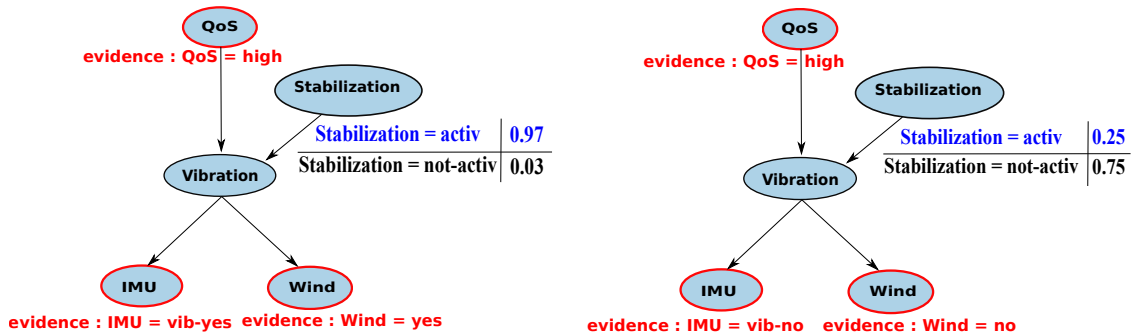 QoS
evidence : QoS = high
Stabilization
Stabilization = activ 0.97
Stabilization = not-activ 0.03
Vibration
IMU
Wind
evidence : IMU = vib-yes
evidence : Wind = yes
QoS
evidence : QoS = high
Stabilization
Stabilization = activ 0.25
Stabilization = not-activ 0.75
Vibration
IMU
Wind
evidence : IMU = vib-no
evidence : Wind = no